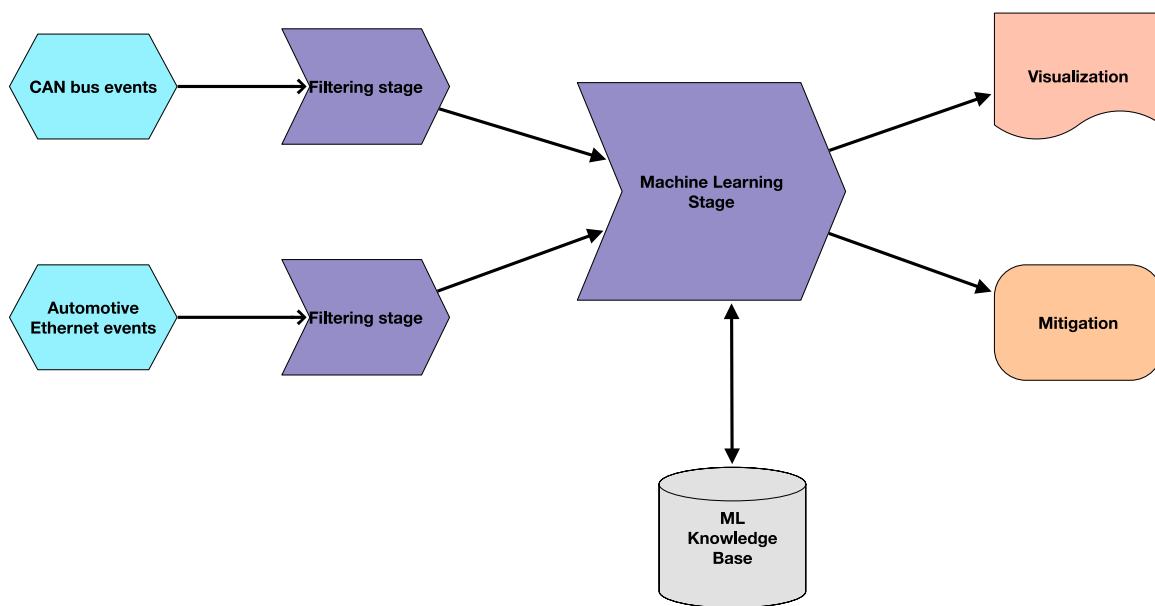 CAN bus events
Filtering stage
Visualization
Machine Learning
Stage
Automotive
Ethernet events
Filtering stage
Mitigation
ML
Knowledge
Base